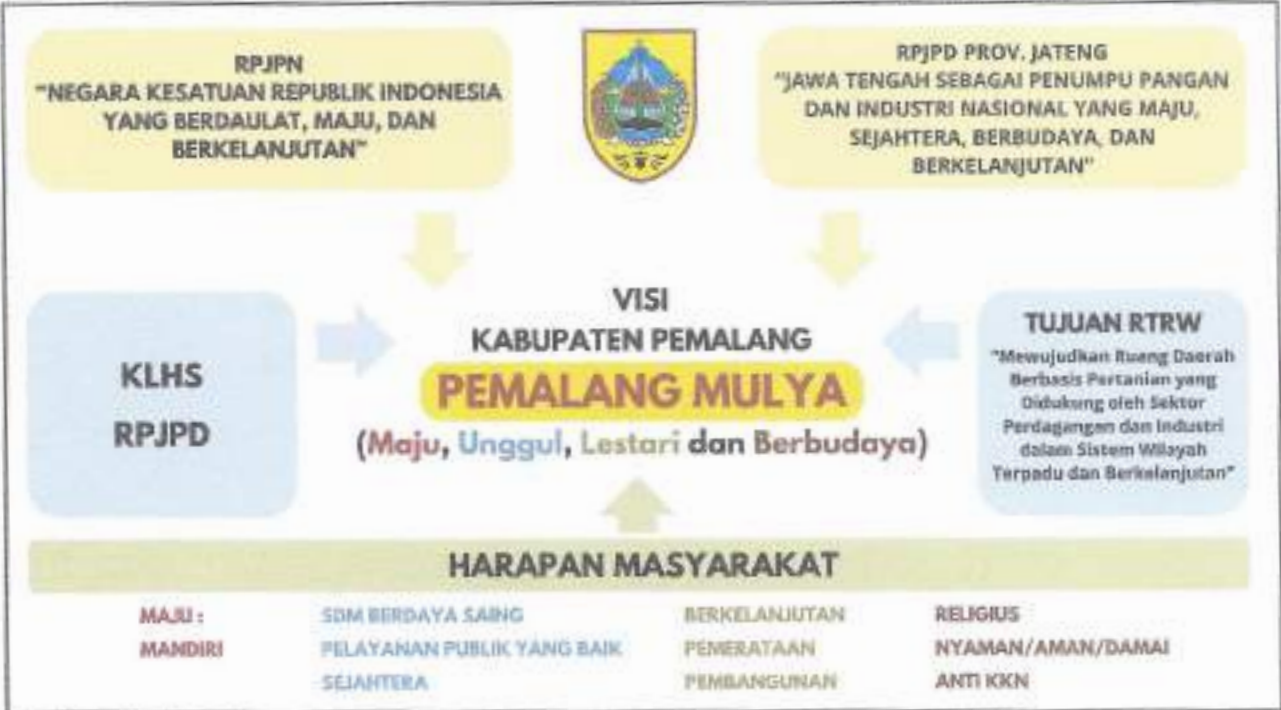 RPJPN
"NEGARA KESATUAN REPUBLIK INDONESIA
YANG BERDAULAT, MAJU, DAN
BERKELANJUTAN"
RPJPD PROV. JATENG
"JAWA TENGAH SEBAGAI PENUMPU PANGAN
DAN INDUSTRI NASIONAL YANG MAJU,
SEJAHTERA, BERBUDAYA, DAN
BERKELANJUTAN"
KLHS
RPJPD
VISI
KABUPATEN PEMALANG
PEMALANG MULYA
(Maju, Unggul, Lestari dan Berbudaya)
TUJUAN RTRW
"Mewujudkan Ruang Daerah
Berbasis Pertanian yang
Didukung oleh Sektor
Perdagangan dan Industri
dalam Sistem Wilayah
Terpadu dan Berkelanjutan"
HARAPAN MASYARAKAT
MAJU :
MANDIRI
SDM BERDAYA SAING
PELAYANAN PUBLIK YANG BAIK
SEJAHTERA
BERKELANJUTAN
PEMERATAAN
PEMBANGUNAN
RELIGIUS
NYAMAN/AMAN/DAMAI
ANTI KKN